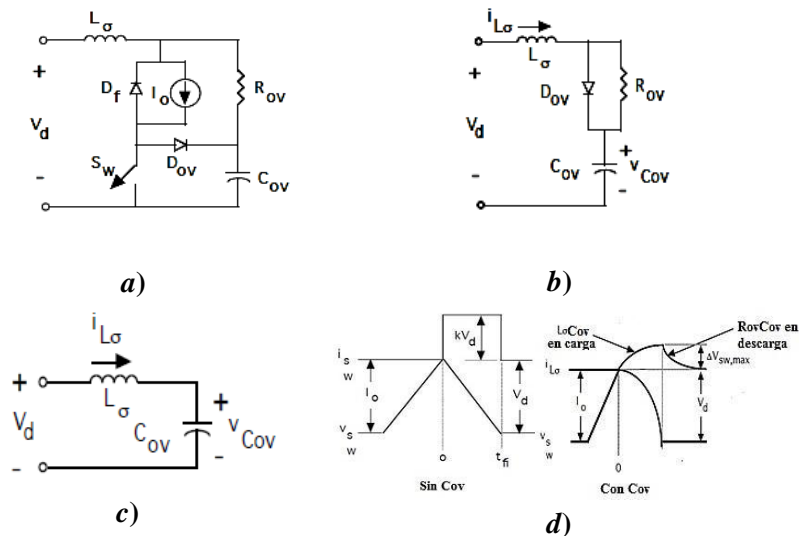 Lσ
+
Df
Io
Rov
Vd
Sw
Dov
-
Cov
a)
iLσ
Lσ
+
Dov
Rov
Vd
Cov
+
vCov
-
-
b)
iLσ
+
Lσ
+
Vd
Cov
vCov
-
-
c)
kVd
isw
Io
Vd
vsw
vsw
o
tfi
Sin Cov
LσCov
en carga
RovCov en
descarga
ΔVsw,max
iLσ
Io
Vd
0
Con Cov
d)